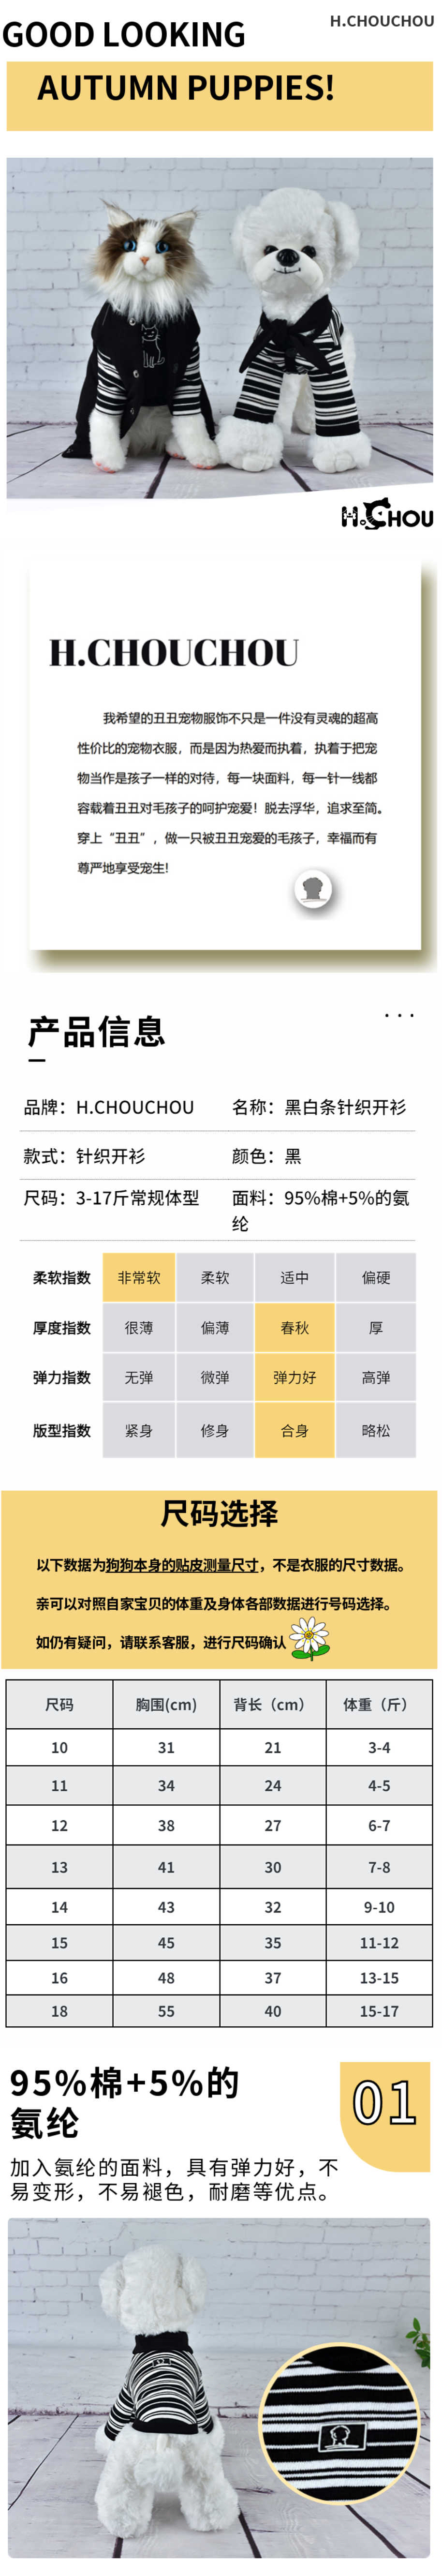 H.CHOUCHOU
GOOD LOOKING
AUTUMN PUPPIES!
H.CHOU
H.CHOUCHOU
我希望的丑丑宠物服饰不只是一件没有灵魂的超高
性价比的宠物衣服，而是因为热爱而执着，执着于把宠
物当作是孩子一样的对待，每一块面料，每一针一线都
容载着丑丑对毛孩子的呵护宠爱！脱去浮华，追求至简。
穿上“丑丑”，做一只被丑丑宠爱的毛孩子，幸福而有
尊严地享受宠生!
产品信息
品牌：H.CHOUCHOU 名称：黑白条针织开衫
款式：针织开衫 颜色：黑
尺码：3-17斤常规体型 面料：95%棉+5%的氨
纶
柔软指数 非常软 柔软 适中 偏硬
厚度指数 很薄 偏薄 春秋 厚
弹力指数 无弹 微弹 弹力好 高弹
版型指数 紧身 修身 合身 略松
尺码选择
以下数据为狗狗本身的贴皮测量尺寸，不是衣服的尺寸数据。
亲可以对照自家宝贝的体重及身体各部数据进行号码选择。
如仍有疑问，请联系客服，进行尺码确认
尺码 胸围(cm) 背长（cm） 体重（斤）
10 31 21 3-4
11 34 24 4-5
12 38 27 6-7
13 41 30 7-8
14 43 32 9-10
15 45 35 11-12
16 48 37 13-15
18 55 40 15-17
95%棉+5%的
氨纶
01
加入氨纶的面料，具有弹力好，不
易变形，不易褪色，耐磨等优点。